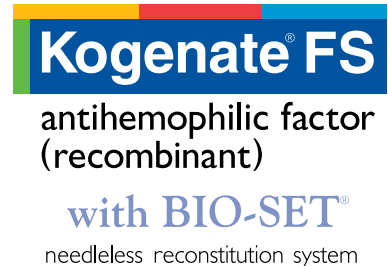 Kogenate® FS
antihemophilic factor
(recombinant)
with BIO-SET®
needleless reconstitution system